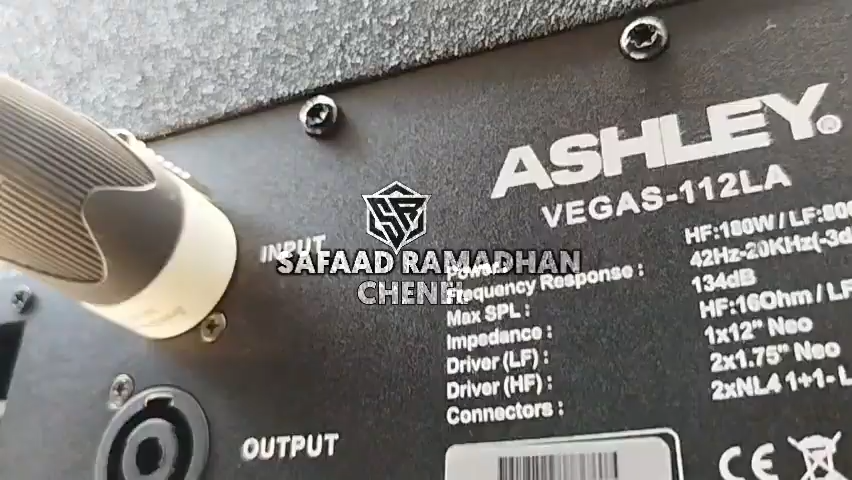 ASHLEY®
VEGAS-112LA
INPUT
SAFAAD RAMADHAN
CHENEL
Power:
HF:180W / LF:800
Frequency Response :
42Hz-20KHz(-3d
Max SPL :
134dB
Impedance :
HF:16Ohm / LF
Driver (LF) :
1x12" Neo
Driver (HF) :
2x1.75" Neo
Connectors :
2xNL4 1+1- L
OUTPUT
CE